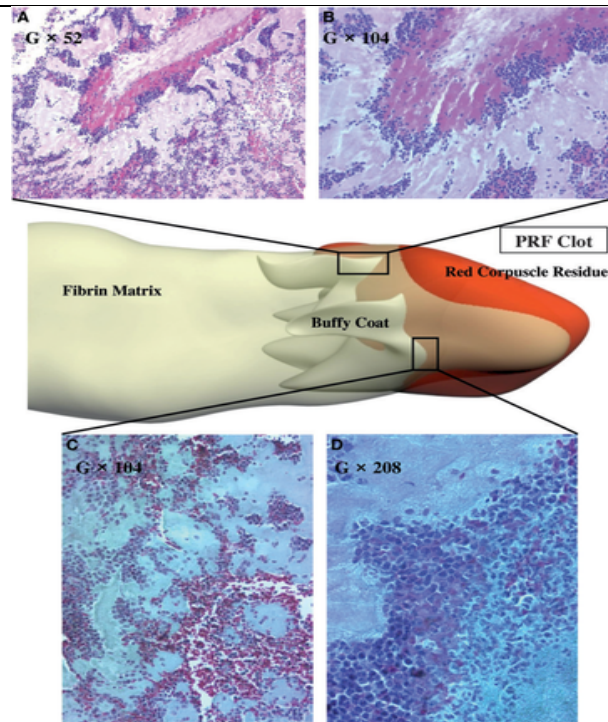 A
G × 52
B
G × 104
PRF Clot
Red Corpuscle Residue
Fibrin Matrix
Buffy Coat
C
G × 104
D
G × 208